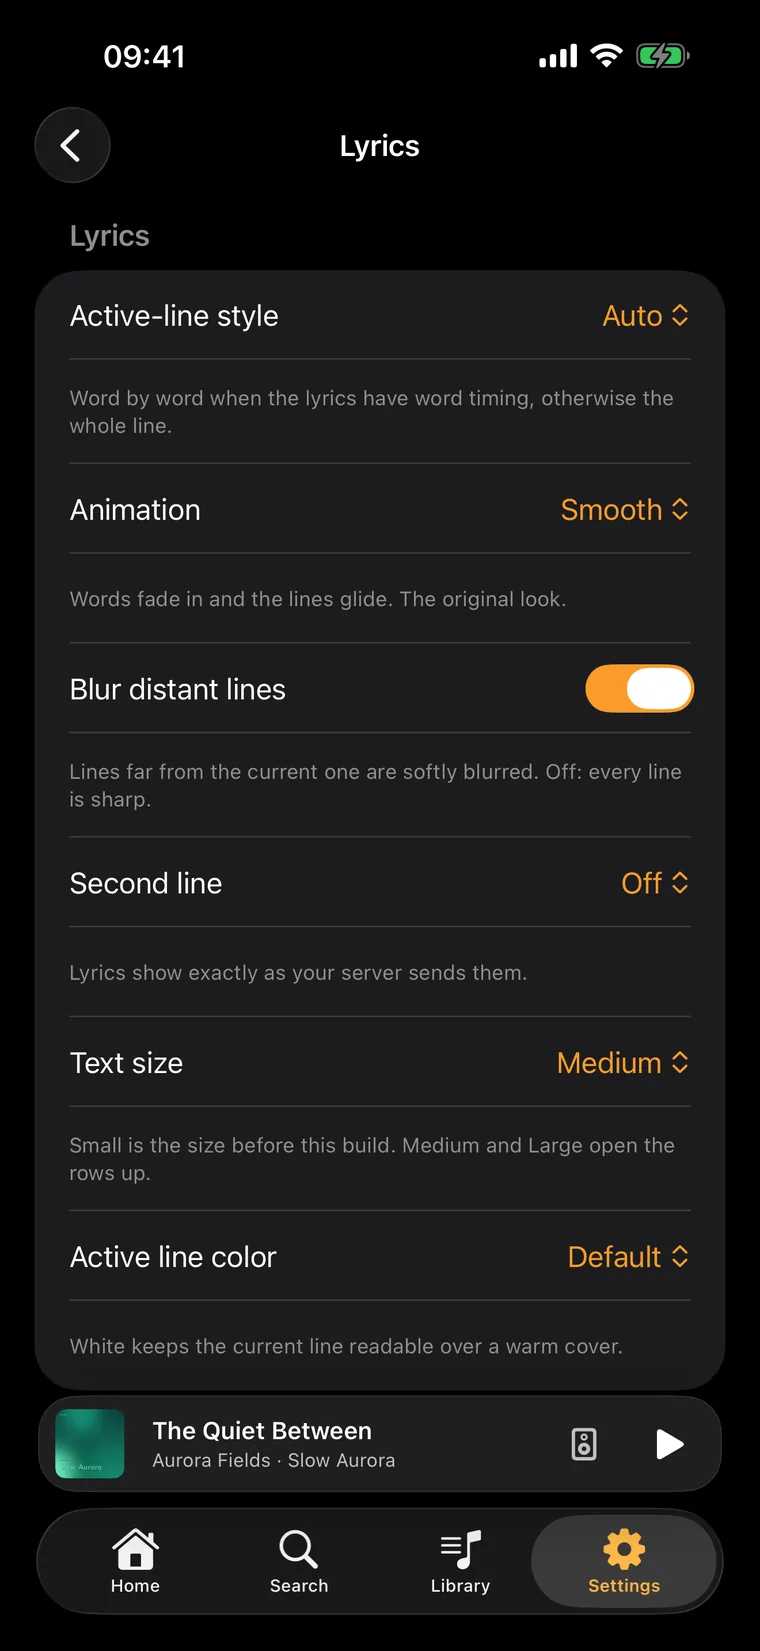 09:41
Lyrics
Lyrics
Active-line style
Auto
Word by word when the lyrics have word timing, otherwise the
whole line.
Animation
Smooth
Words fade in and the lines glide. The original look.
Blur distant lines
Lines far from the current one are softly blurred. Off: every line
is sharp.
Second line
Off
Lyrics show exactly as your server sends them.
Text size
Medium
Small is the size before this build. Medium and Large open the
rows up.
Active line color
Default
White keeps the current line readable over a warm cover.
The Quiet Between
Aurora Fields · Slow Aurora
Home
Search
Library
Settings